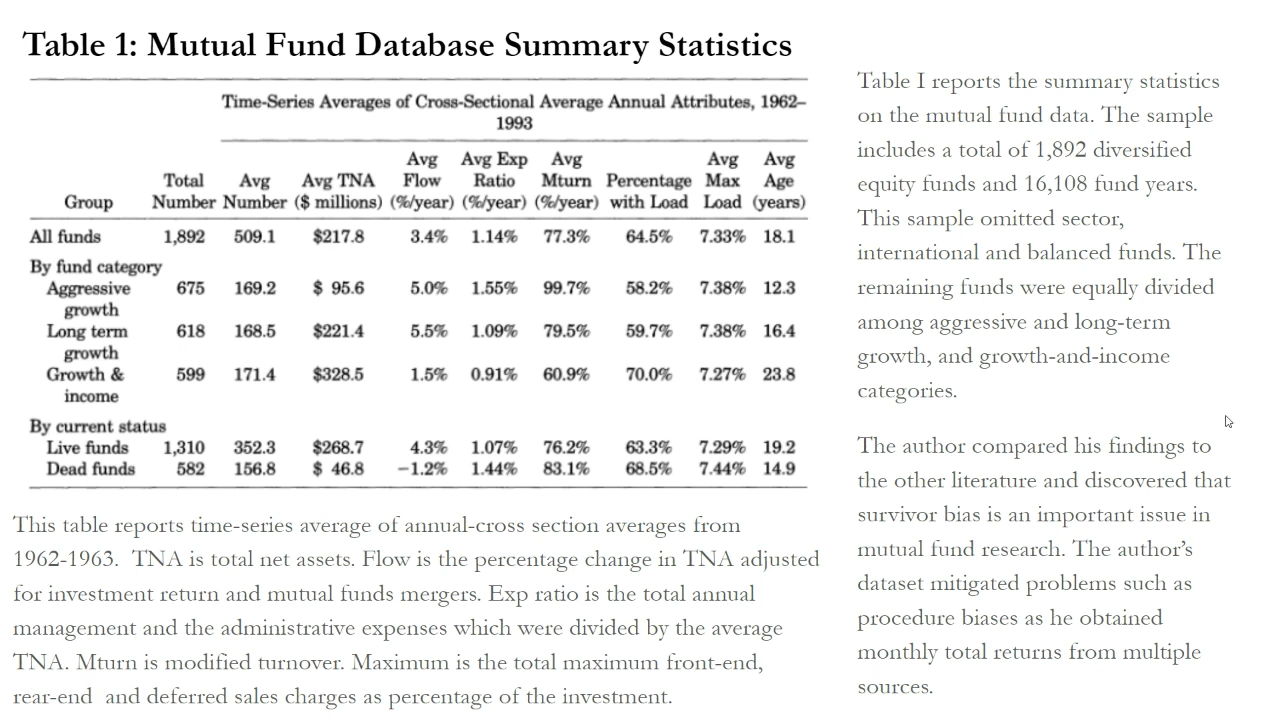 Table 1: Mutual Fund Database Summary Statistics
Time-Series Averages of Cross-Sectional Average Annual Attributes, 1962–
1993
Avg Avg Exp Avg Avg Avg
Total Avg Avg TNA Flow Ratio Mturn Percentage Max Age
Group Number Number ($ millions) (%/year) (%/year) (%/year) with Load Load (years)
All funds 1,892 509.1 $217.8 3.4% 1.14% 77.3% 64.5% 7.33% 18.1
By fund category
Aggressive 675 169.2 $ 95.6 5.0% 1.55% 99.7% 58.2% 7.38% 12.3
growth
Long term 618 168.5 $221.4 5.5% 1.09% 79.5% 59.7% 7.38% 16.4
growth
Growth & 599 171.4 $328.5 1.5% 0.91% 60.9% 70.0% 7.27% 23.8
income
By current status
Live funds 1,310 352.3 $268.7 4.3% 1.07% 76.2% 63.3% 7.29% 19.2
Dead funds 582 156.8 $ 46.8 −1.2% 1.44% 83.1% 68.5% 7.44% 14.9
This table reports time-series average of annual-cross section averages from
1962-1963. TNA is total net assets. Flow is the percentage change in TNA adjusted
for investment return and mutual funds mergers. Exp ratio is the total annual
management and the administrative expenses which were divided by the average
TNA. Mturn is modified turnover. Maximum is the total maximum front-end,
rear-end and deferred sales charges as percentage of the investment.
Table I reports the summary statistics
on the mutual fund data. The sample
includes a total of 1,892 diversified
equity funds and 16,108 fund years.
This sample omitted sector,
international and balanced funds. The
remaining funds were equally divided
among aggressive and long-term
growth, and growth-and-income
categories.
The author compared his findings to
the other literature and discovered that
survivor bias is an important issue in
mutual fund research. The author’s
dataset mitigated problems such as
procedure biases as he obtained
monthly total returns from multiple
sources.